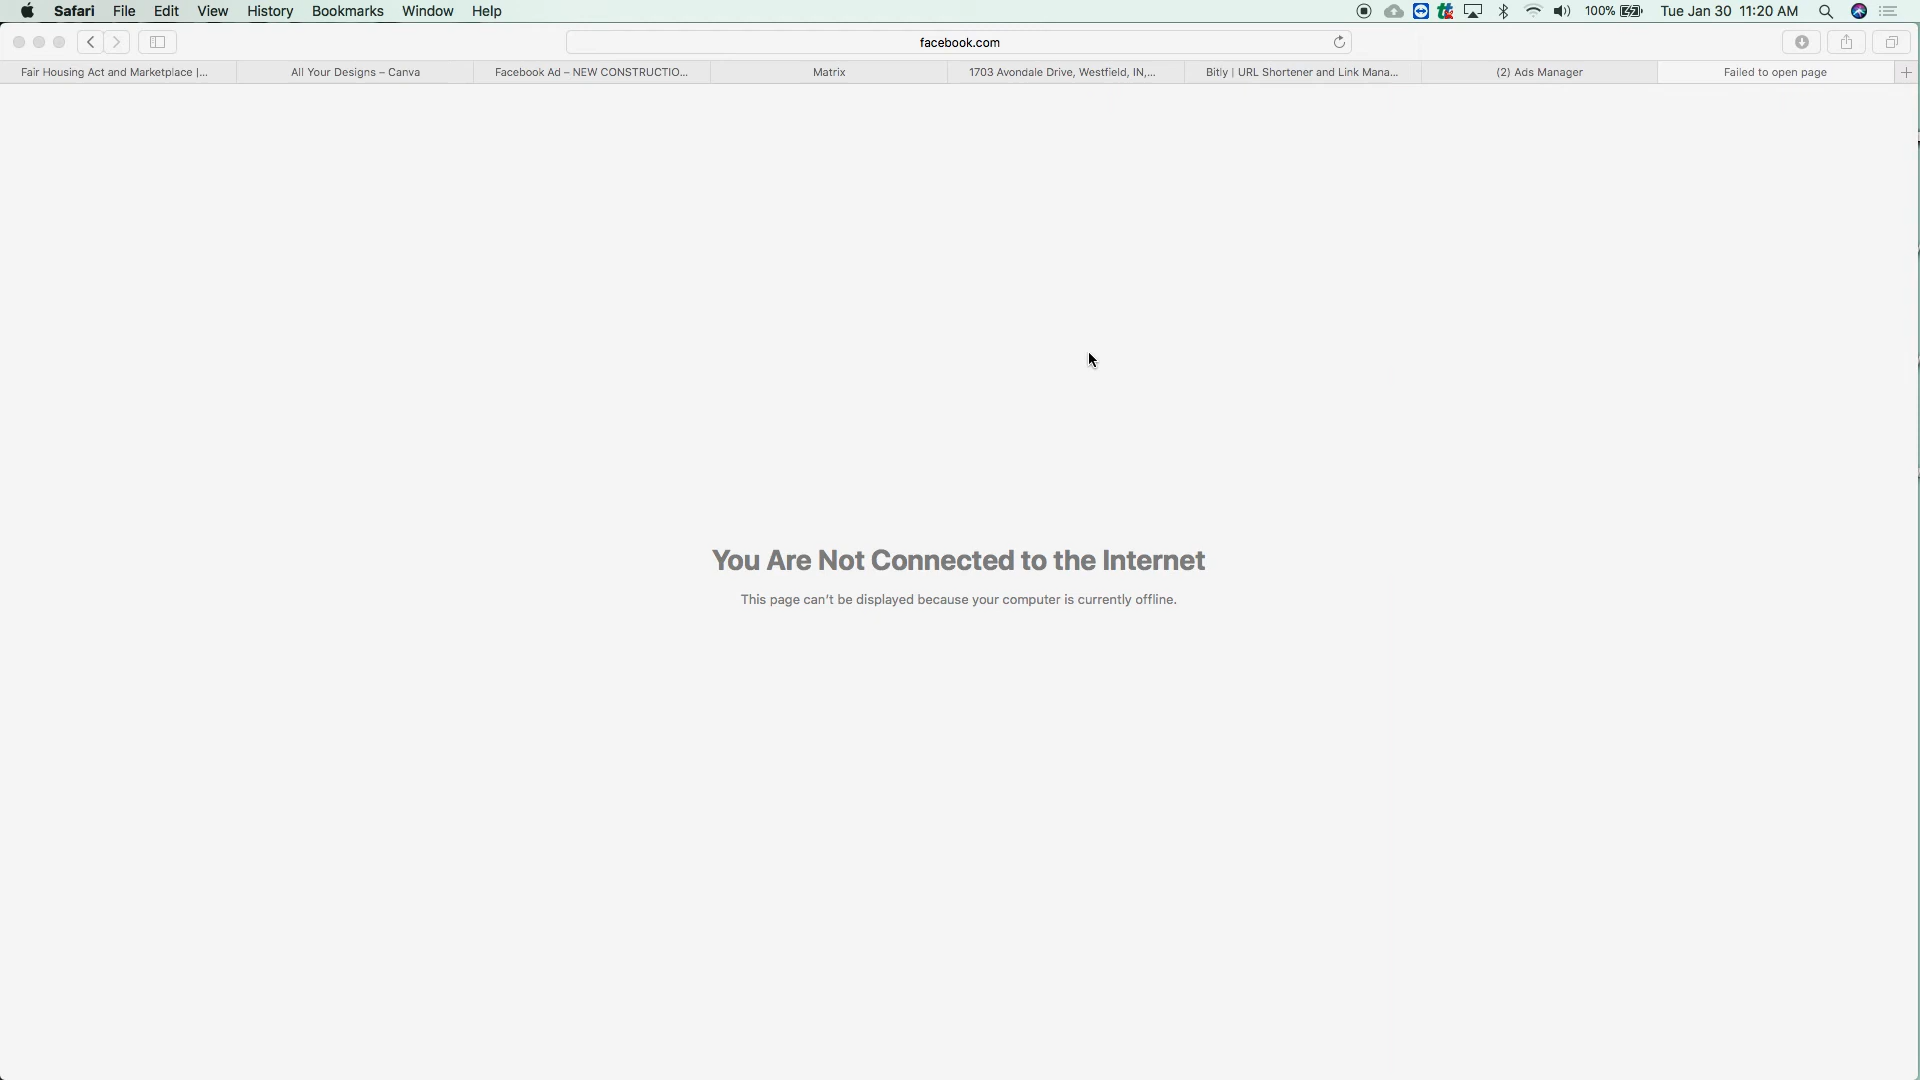 Safari File Edit View History Bookmarks Window Help 100% Tue Jan 30 11:20 AM
facebook.com
Fair Housing Act and Marketplace |... All Your Designs – Canva Facebook Ad – NEW CONSTRUCTIO... Matrix 1703 Avondale Drive, Westfield, IN,... Bitly | URL Shortener and Link Mana... (2) Ads Manager Failed to open page
You Are Not Connected to the Internet
This page can’t be displayed because your computer is currently offline.